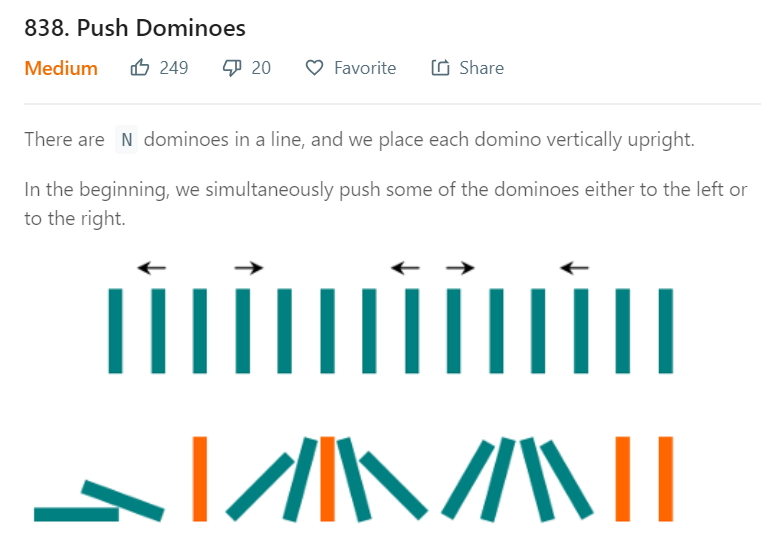 838. Push Dominoes
Medium 249 20 Favorite Share
There are N dominoes in a line, and we place each domino vertically upright.
In the beginning, we simultaneously push some of the dominoes either to the left or
to the right.